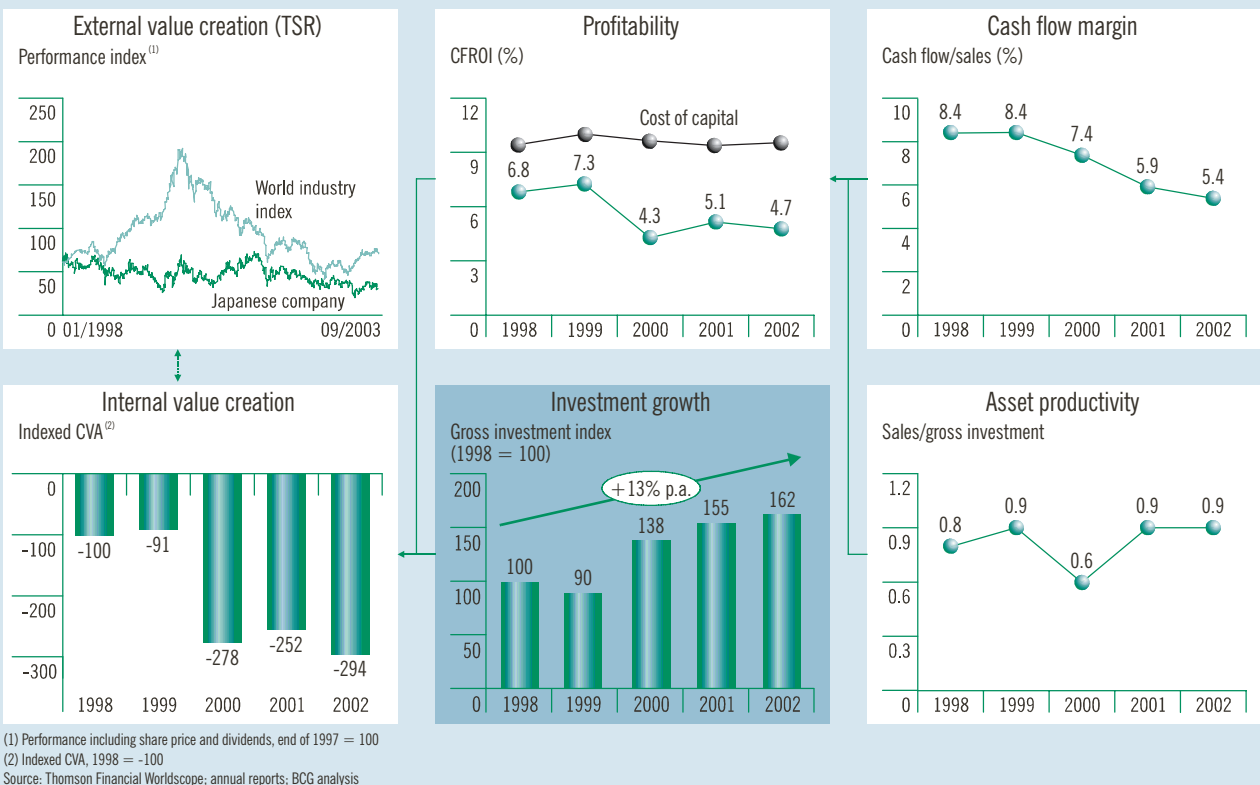 External value creation (TSR)
Performance index (1)
250
200
150
100
50
0
World industry
index
Japanese company
01/1998
09/2003
Profitability
CFROI (%)
12
9
6
3
0
Cost of capital
6.8
7.3
4.3
5.1
4.7
1998 1999 2000 2001 2002
Cash flow margin
Cash flow/sales (%)
10
8
6
4
2
0
8.4
8.4
7.4
5.9
5.4
1998 1999 2000 2001 2002
Internal value creation
Indexed CVA (2)
0
-100
-200
-300
-100
-91
-278
-252
-294
1998 1999 2000 2001 2002
Investment growth
Gross investment index
(1998 = 100)
200
150
100
50
0
+13% p.a.
100
90
138
155
162
1998 1999 2000 2001 2002
Asset productivity
Sales/gross investment
1.2
0.9
0.6
0.3
0
0.8
0.9
0.6
0.9
0.9
1998 1999 2000 2001 2002
(1) Performance including share price and dividends, end of 1997 = 100
(2) Indexed CVA, 1998 = -100
Source: Thomson Financial Worldscope; annual reports; BCG analysis